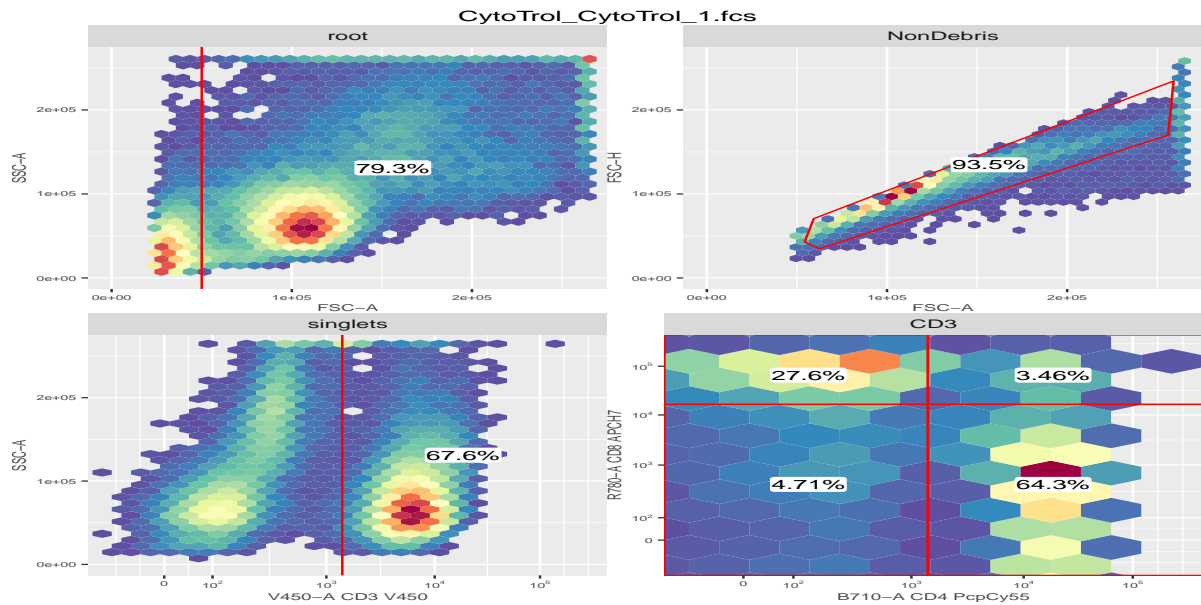 CytoTrol_CytoTrol_1.fcs
root
NonDebris
SSC-A
2e+05
1e+05
0e+00
79.3%
0e+00
1e+05
2e+05
FSC-A
FSC-H
2e+05
1e+05
0e+00
93.5%
0e+00
1e+05
2e+05
FSC-A
singlets
CD3
SSC-A
2e+05
1e+05
0e+00
67.6%
0
10²
10³
10⁴
10⁵
V450-A CD3 V450
R780-A CD8 APCH7
10⁵
10⁴
10³
10²
0
27.6%
3.46%
4.71%
64.3%
0
10²
10³
10⁴
10⁵
B710-A CD4 PcpCy55